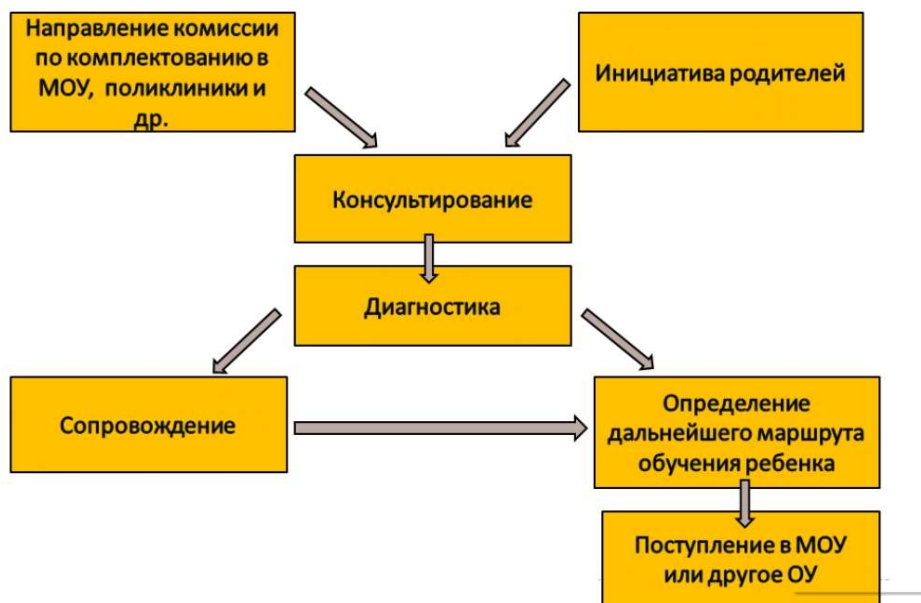 Направление комиссии
по комплектованию в
МОУ, поликлиники и
др.
Инициатива родителей
Консультирование
Диагностика
Сопровождение
Определение
дальнейшего маршрута
обучения ребенка
Поступление в МОУ
или другое ОУ